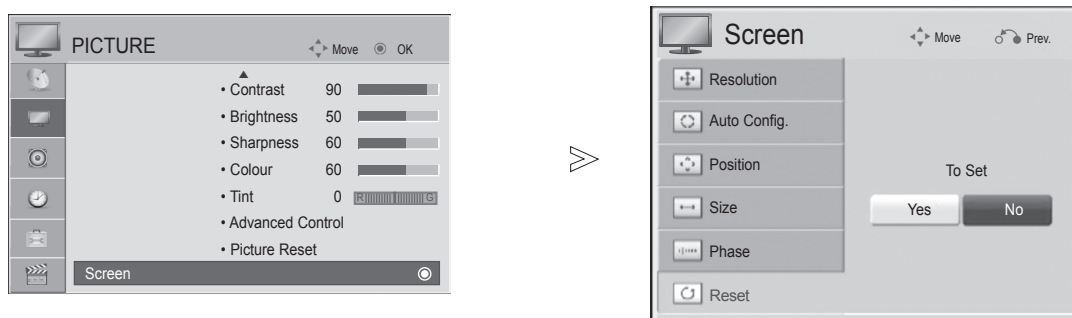 PICTURE Move OK
• Contrast 90
• Brightness 50
• Sharpness 60
• Colour 60
• Tint 0 R G
• Advanced Control
• Picture Reset
Screen
Screen Move Prev.
Resolution
Auto Config.
Position
Size
Phase
Reset
To Set
Yes No